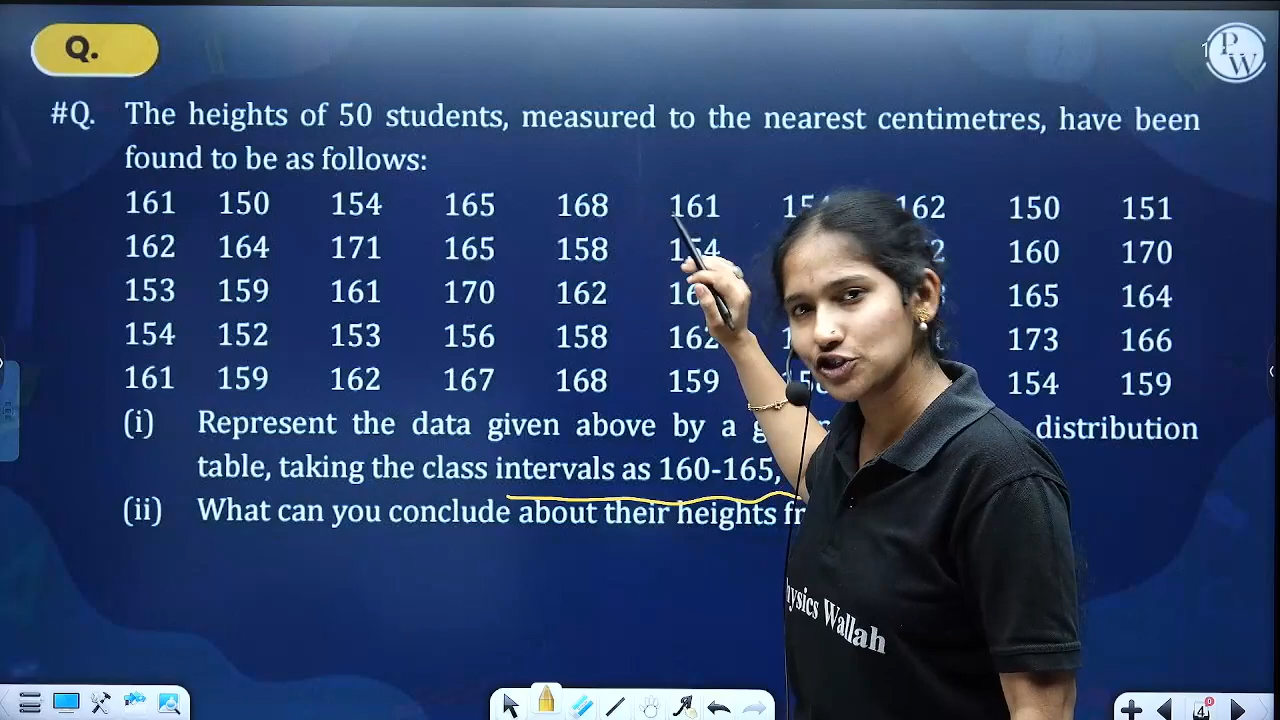 Q.
PW
#Q. The heights of 50 students, measured to the nearest centimetres, have been
found to be as follows:
161 150 154 165 168 161 162 150 151
162 164 171 165 158 154 160 170
153 159 161 170 162 165 164
154 152 153 156 158 162 173 166
161 159 162 167 168 159 154 159
(i) Represent the data given above by a distribution
table, taking the class intervals as 160-165,
(ii) What can you conclude about their heights
Physics Wallah